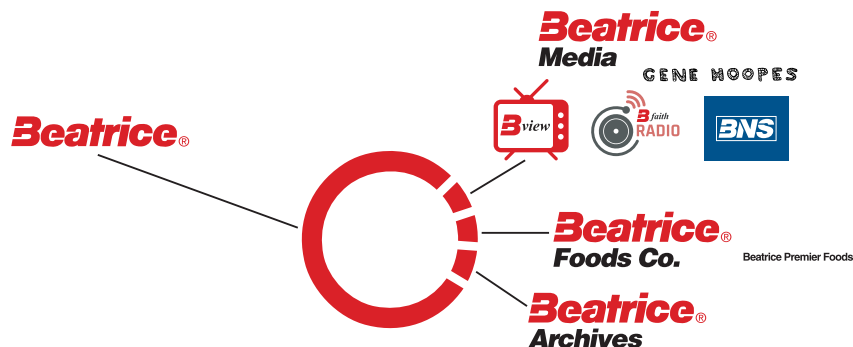 Beatrice®
Beatrice®
Media
GENE HOOPES
B view
B faith
RADIO
BNS
Beatrice®
Foods Co.
Beatrice Premier Foods
Beatrice®
Archives